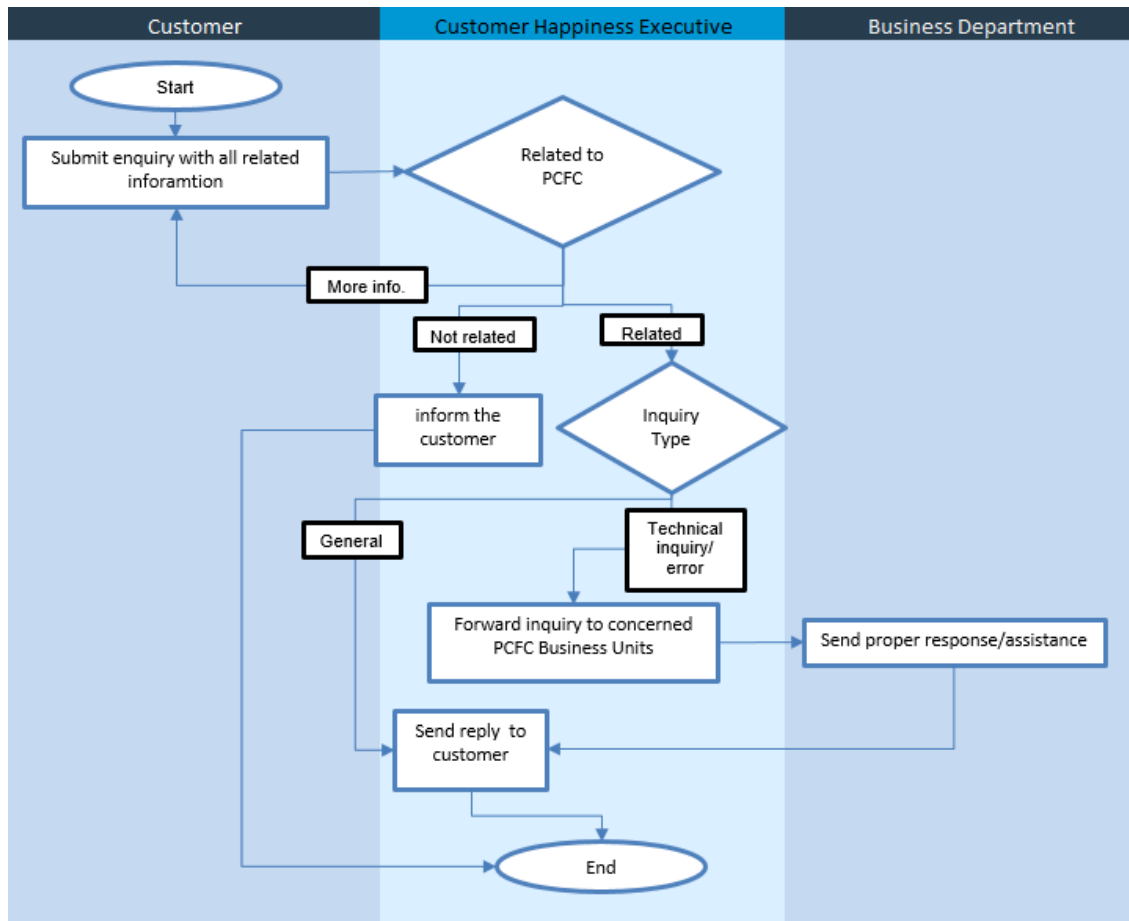 Customer
Customer Happiness Executive
Business Department
Start
Submit enquiry with all related
inforamtion
Related to
PCFC
More info.
Not related
Related
inform the
customer
Inquiry
Type
General
Technical
inquiry/
error
Forward inquiry to concerned
PCFC Business Units
Send proper response/assistance
Send reply to
customer
End